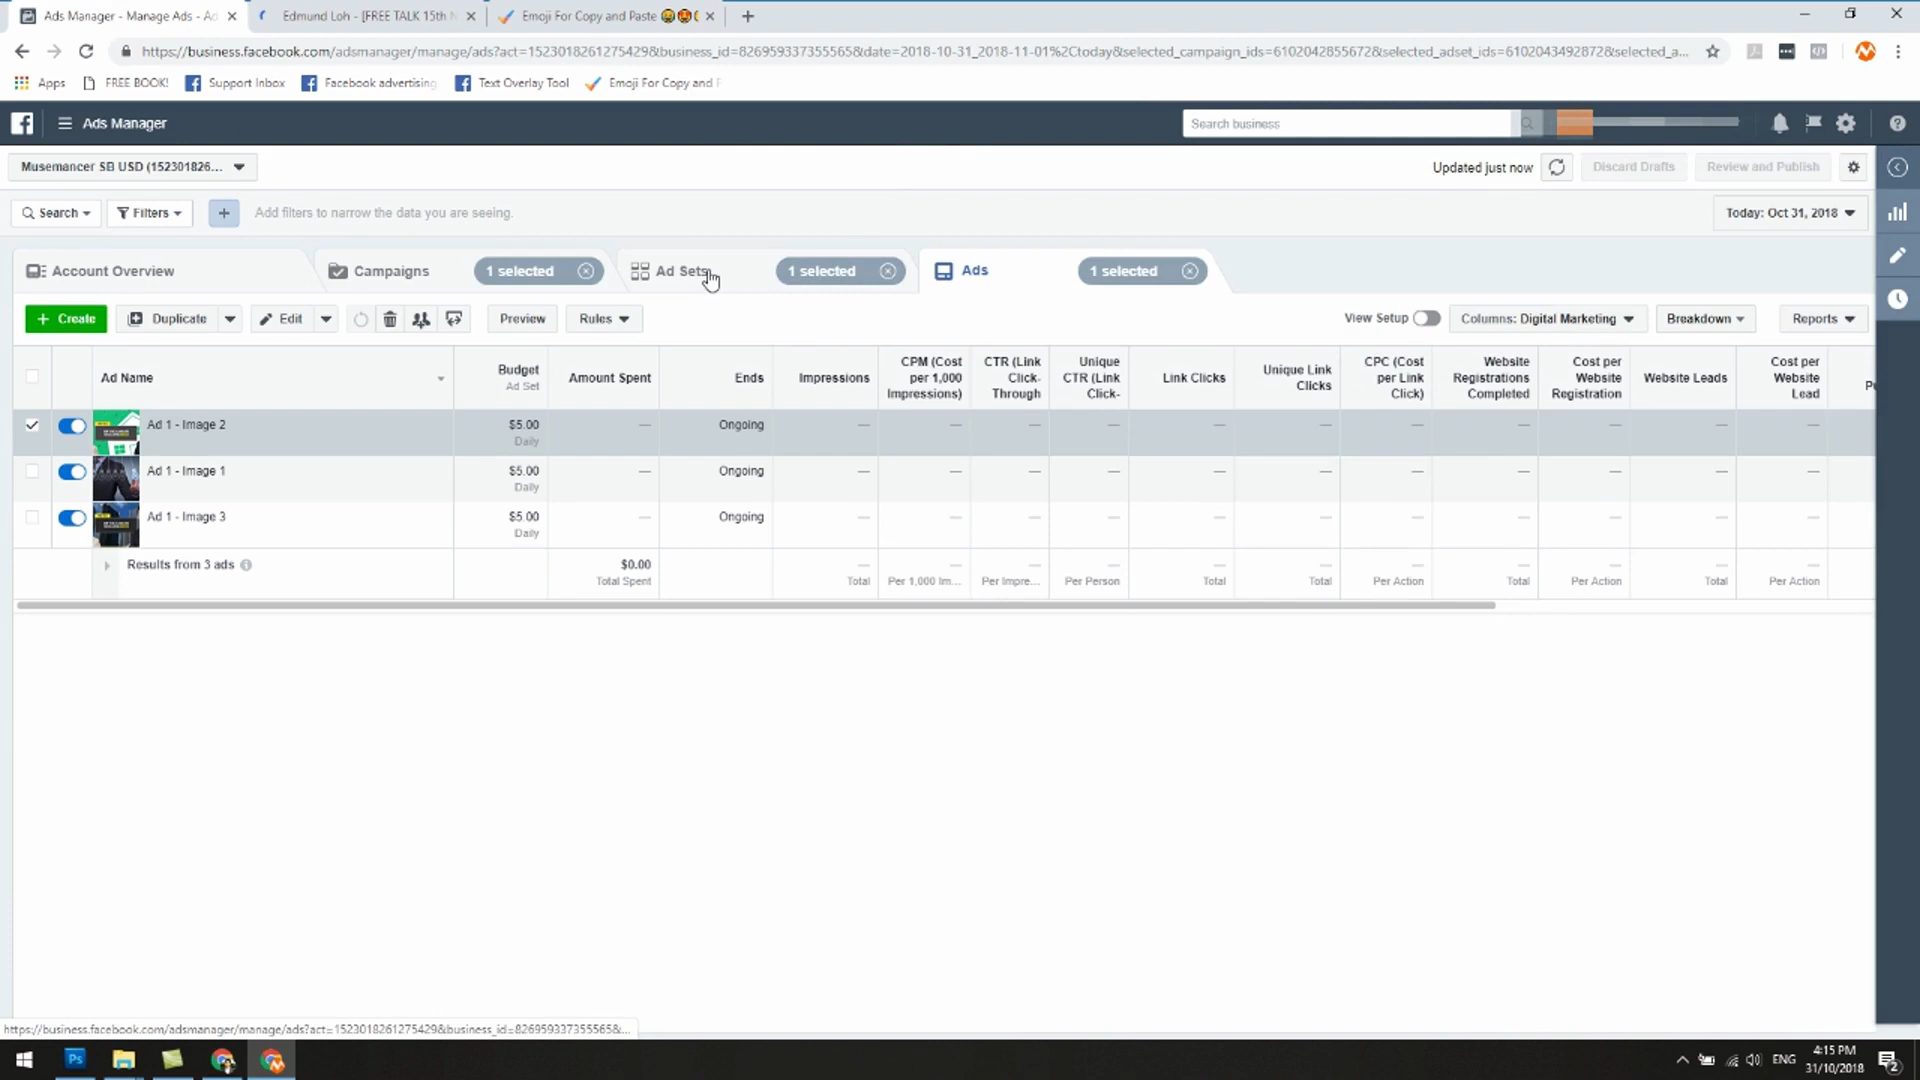 Ads Manager - Manage Ads - Ad
Edmund Loh - [FREE TALK 15th N
Emoji For Copy and Paste 😂😍(
https://business.facebook.com/adsmanager/manage/ads?act=1523018261275429&business_id=826959337355565&date=2018-10-31_2018-11-01%2Ctoday&selected_campaign_ids=6102042855672&selected_adset_ids=6102043492872&selected_a...
Apps
FREE BOOK!
Support Inbox
Facebook advertising
Text Overlay Tool
Emoji For Copy and P
Ads Manager
Search business
Musemancer SB USD (152301826...
Updated just now
Discard Drafts
Review and Publish
Search
Filters
Add filters to narrow the data you are seeing.
Today: Oct 31, 2018
Account Overview
Campaigns
1 selected
Ad Sets
1 selected
Ads
1 selected
+ Create
Duplicate
Edit
Preview
Rules
View Setup
Columns: Digital Marketing
Breakdown
Reports
Ad Name
Budget
Ad Set
Amount Spent
Ends
Impressions
CPM (Cost
per 1,000
Impressions)
CTR (Link
Click-
Through
Unique
CTR (Link
Click-
Link Clicks
Unique Link
Clicks
CPC (Cost
per Link
Click)
Website
Registrations
Completed
Cost per
Website
Registration
Website Leads
Cost per
Website
Lead
Pu
Ad 1 - Image 2
$5.00
Daily
—
Ongoing
— — — — — — — — — — —
Ad 1 - Image 1
$5.00
Daily
—
Ongoing
— — — — — — — — — — —
Ad 1 - Image 3
$5.00
Daily
—
Ongoing
— — — — — — — — — — —
Results from 3 ads
$0.00
Total Spent
— — — — — — — — — — —
Total
Per 1,000 Im...
Per Impre...
Per Person
Total
Total
Per Action
Total
Per Action
Total
Per Action
https://business.facebook.com/adsmanager/manage/ads?act=1523018261275429&business_id=826959337355565&...
Ps
ENG
4:15 PM
31/10/2018
2